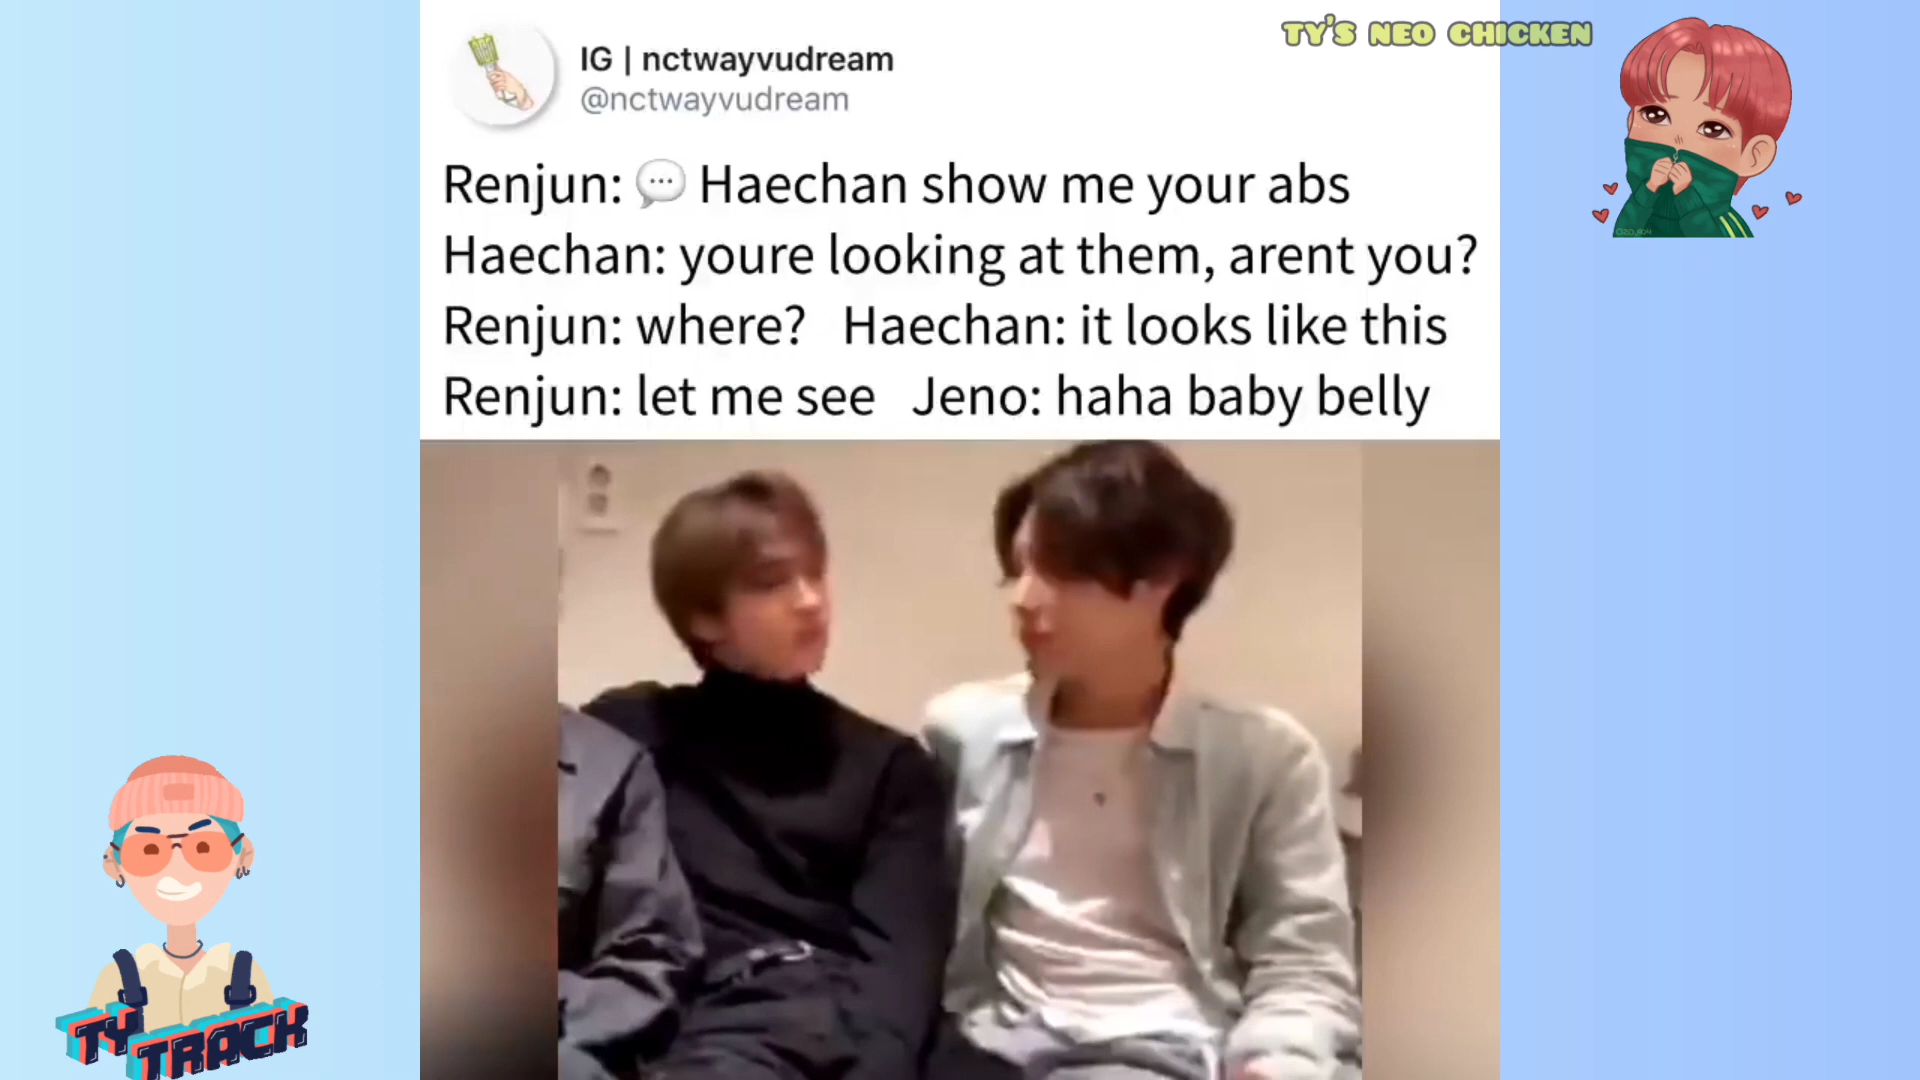 TY'S NEO CHICKEN
IG | nctwayvudream
@nctwayvudream
Renjun: 💬 Haechan show me your abs
Haechan: youre looking at them, arent you?
Renjun: where? Haechan: it looks like this
Renjun: let me see Jeno: haha baby belly
TY
TRACK